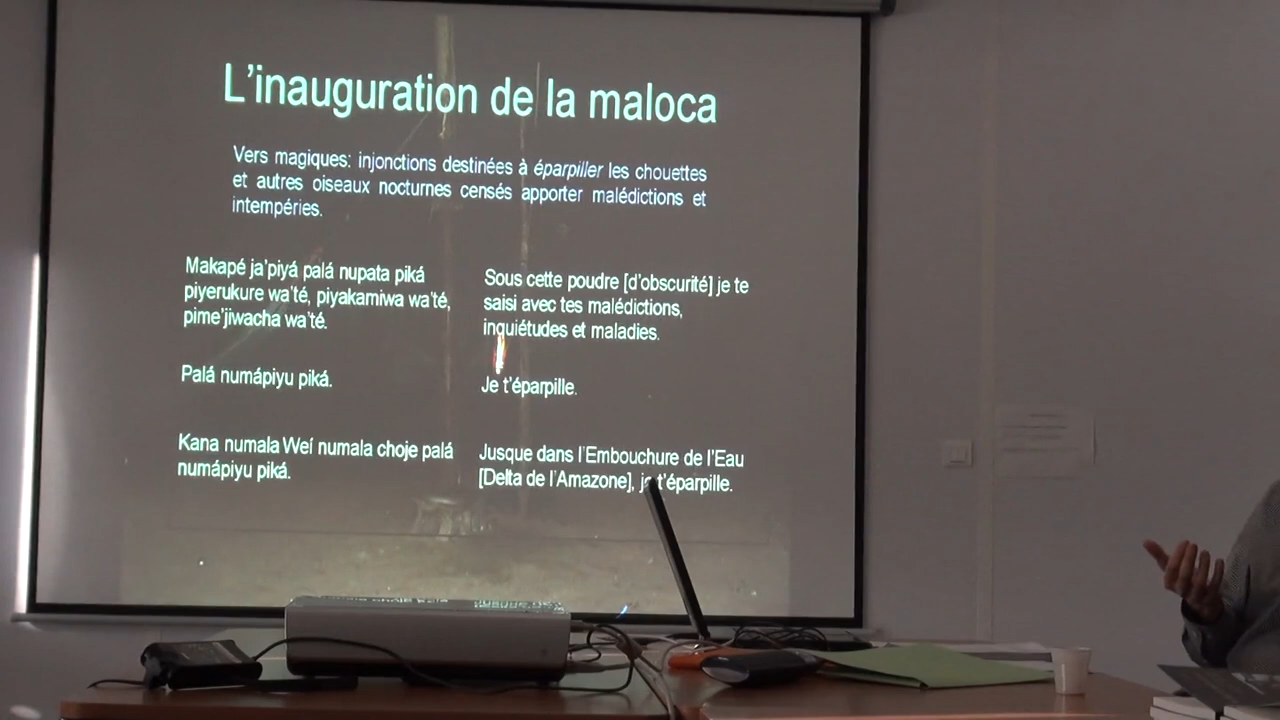 L'inauguration de la maloca
Vers magiques: injonctions destinées à éparpiller les chouettes
et autres oiseaux nocturnes censés apporter malédictions et
intempéries.
Makapé ja'piyá palá nupata piká
piyerukure wa'té, piyakamiwa wa'té,
pime'jiwacha wa'té.
Palá numápiyu piká.
Kana numala Weí numala choje palá
numápiyu piká.
Sous cette poudre [d'obscurité] je te
saisi avec tes malédictions,
inquiétudes et maladies.
Je t'éparpille.
Jusque dans l'Embouchure de l'Eau
[Delta de l'Amazone], je t'éparpille.